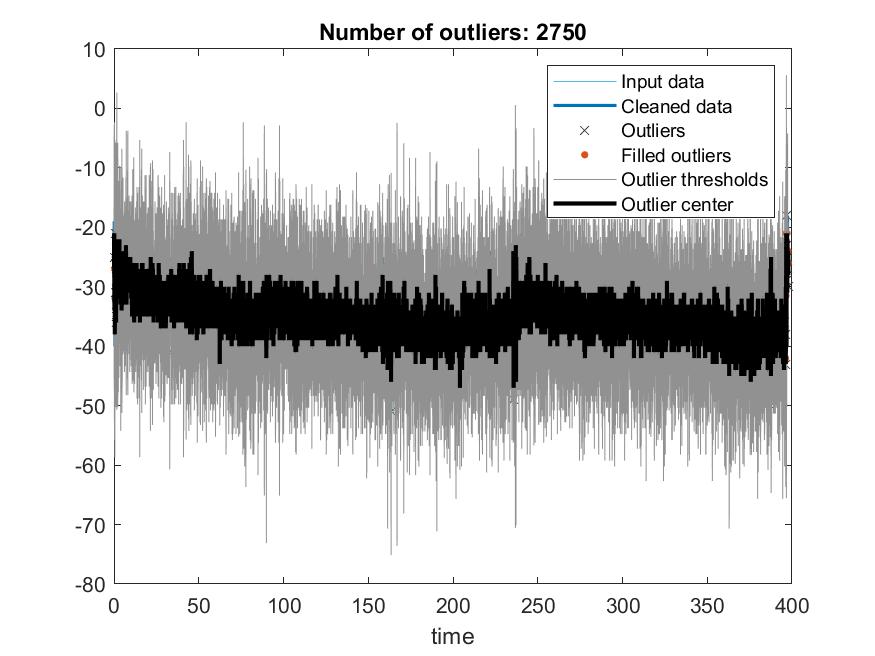 Number of outliers: 2750
10
0
-10
-20
-30
-40
-50
-60
-70
-80
Input data
Cleaned data
Outliers
Filled outliers
Outlier thresholds
Outlier center
0 50 100 150 200 250 300 350 400
time